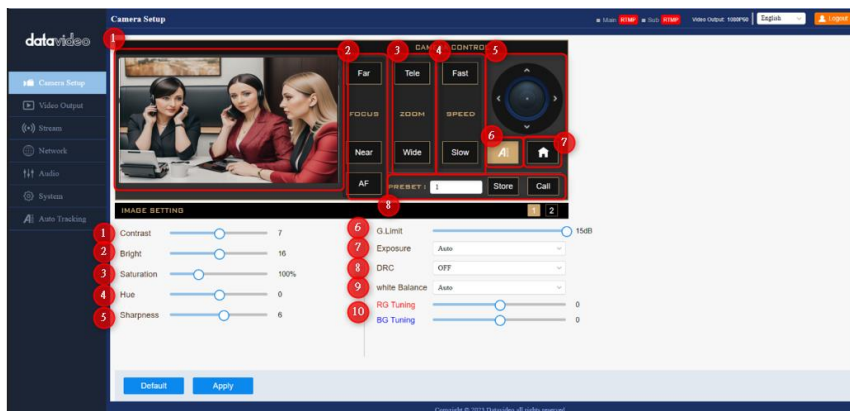 Camera Setup
Main RTMP Sub RTMP Video Output: 1080P60 English Logout
datavideo
Camera Setup
Video Output
Stream
Network
Audio
System
Auto Tracking
1
2
3
4
5
CAMERA CONTROL
Far
Tele
Fast
FOCUS
ZOOM
SPEED
6
7
Near
Wide
Slow
AF
PRESET : 1 Store Call
8
IMAGE SETTING
1 2
1 Contrast 7
2 Bright 16
3 Saturation 100%
4 Hue 0
5 Sharpness 6
6 G.Limit 15dB
7 Exposure Auto
8 DRC OFF
9 white Balance Auto
10 RG Tuning 0
BG Tuning 0
Default Apply
Copyright © 2023 Datavideo all rights reserved